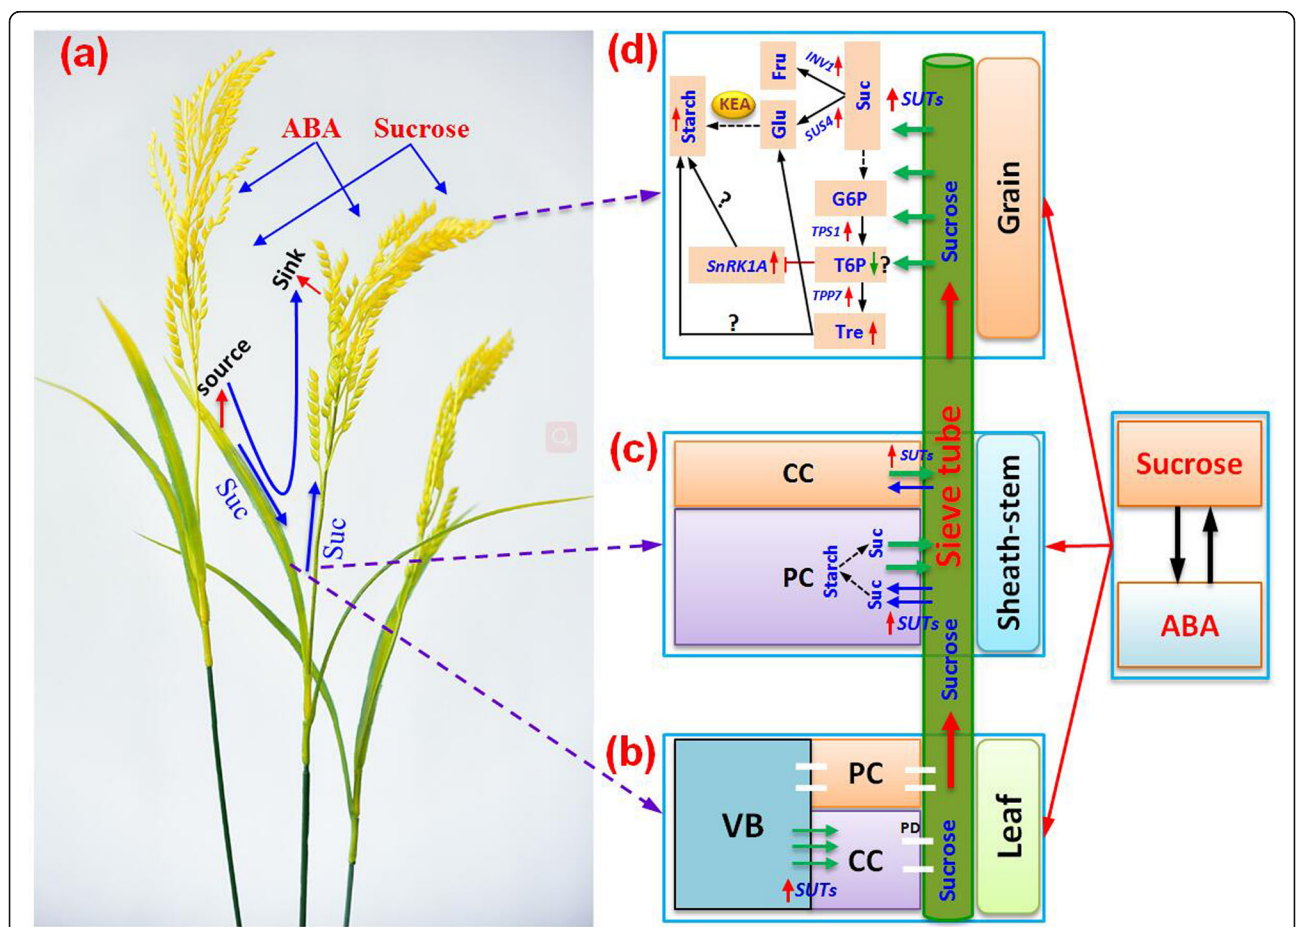 (a)
ABA Sucrose
Sink
source
Suc
Suc
(d)
Fru
INV1
Suc
SUTs
Starch
KEA
Glu
SUS4
G6P
?
TPS1
SnRK1A
T6P
?
TPP7
?
Tre
Sucrose
Grain
(c)
CC
SUTs
PC
Starch
Suc
Suc
SUTs
Sieve tube
Sucrose
Sheath-stem
Sucrose
ABA
(b)
VB
PC
PD
CC
SUTs
Sucrose
Leaf